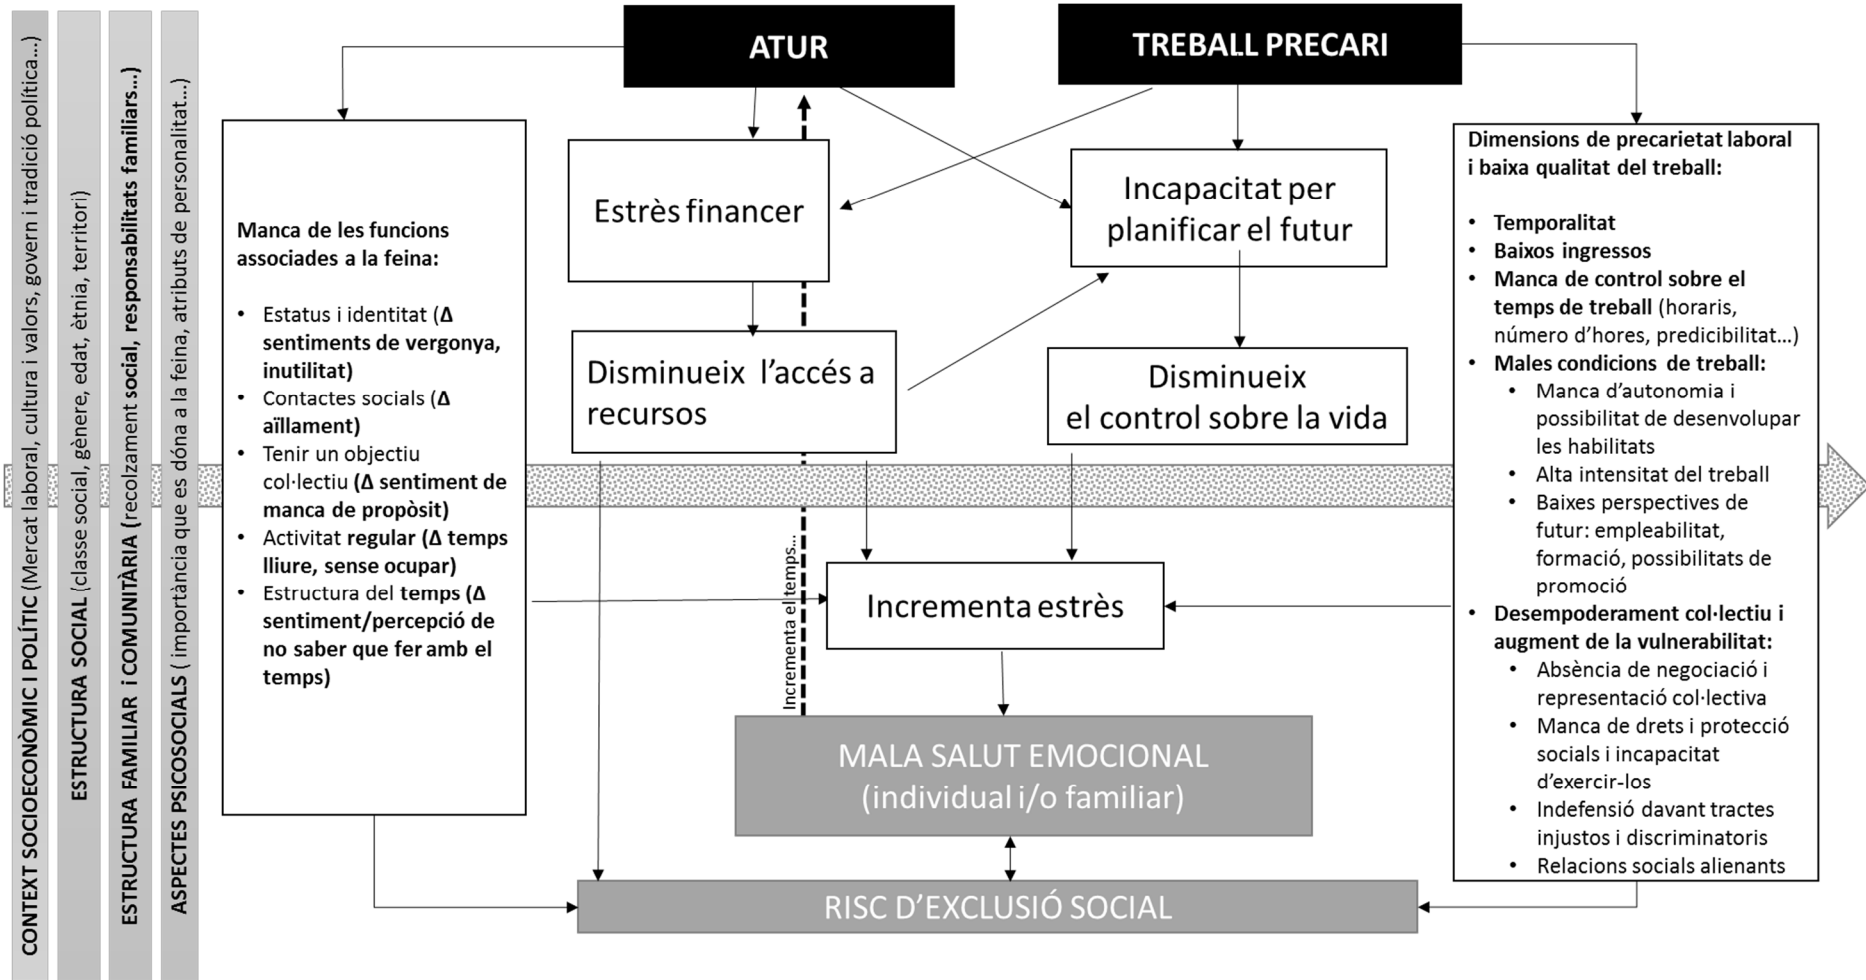 CONTEXT SOCIOECONÒMIC I POLÍTIC (Mercat laboral, cultura i valors, govern i tradició política...)
ESTRUCTURA SOCIAL (classe social, gènere, edat, ètnia, territori)
ESTRUCTURA FAMILIAR i COMUNITÀRIA (recolzament social, responsabilitats familiars...)
ASPECTES PSICOSOCIALS ( importància que es dóna a la feina, atributs de personalitat...)
ATUR
TREBALL PRECARI
Manca de les funcions
associades a la feina:
• Estatus i identitat (Δ
sentiments de vergonya,
inutilitat)
• Contactes socials (Δ
aïllament)
• Tenir un objectiu
col·lectiu (Δ sentiment de
manca de propòsit)
• Activitat regular (Δ temps
lliure, sense ocupar)
• Estructura del temps (Δ
sentiment/percepció de
no saber que fer amb el
temps)
Estrès financer
Incapacitat per
planificar el futur
Disminueix l'accés a
recursos
Disminueix
el control sobre la vida
Incrementa el temps...
Incrementa estrès
MALA SALUT EMOCIONAL
(individual i/o familiar)
RISC D'EXCLUSIÓ SOCIAL
Dimensions de precarietat laboral
i baixa qualitat del treball:
• Temporalitat
• Baixos ingressos
• Manca de control sobre el
temps de treball (horaris,
número d'hores, predicibilitat...)
• Males condicions de treball:
• Manca d'autonomia i
possibilitat de desenvolupar
les habilitats
• Alta intensitat del treball
• Baixes perspectives de
futur: empleabilitat,
formació, possibilitats de
promoció
• Desempoderament col·lectiu i
augment de la vulnerabilitat:
• Absència de negociació i
representació col·lectiva
• Manca de drets i protecció
socials i incapacitat
d'exercir-los
• Indefensió davant tractes
injustos i discriminatoris
• Relacions socials alienants